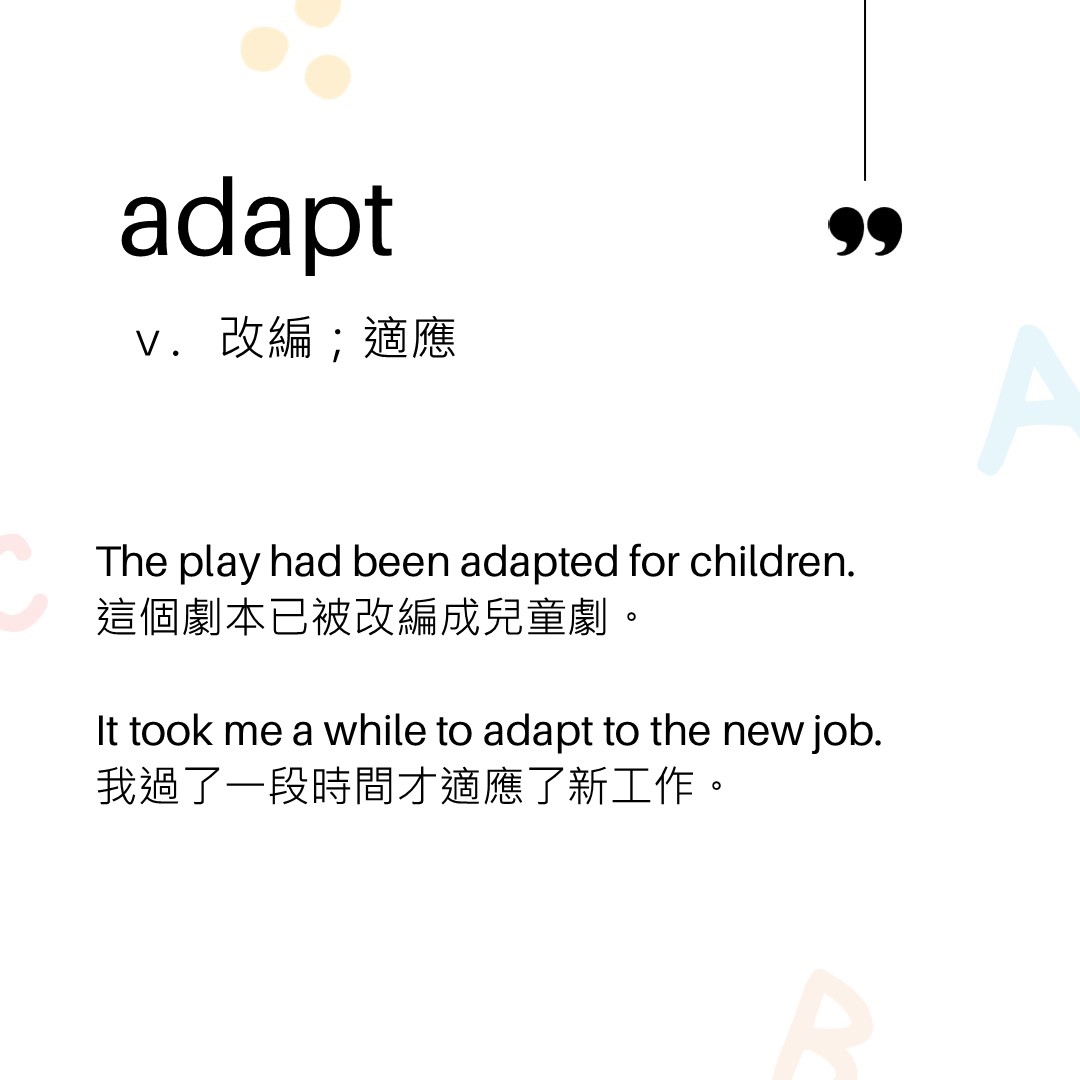 adapt
”
v. 改編；適應
The play had been adapted for children.
這個劇本已被改編成兒童劇。
It took me a while to adapt to the new job.
我過了一段時間才適應了新工作。
A
C
B